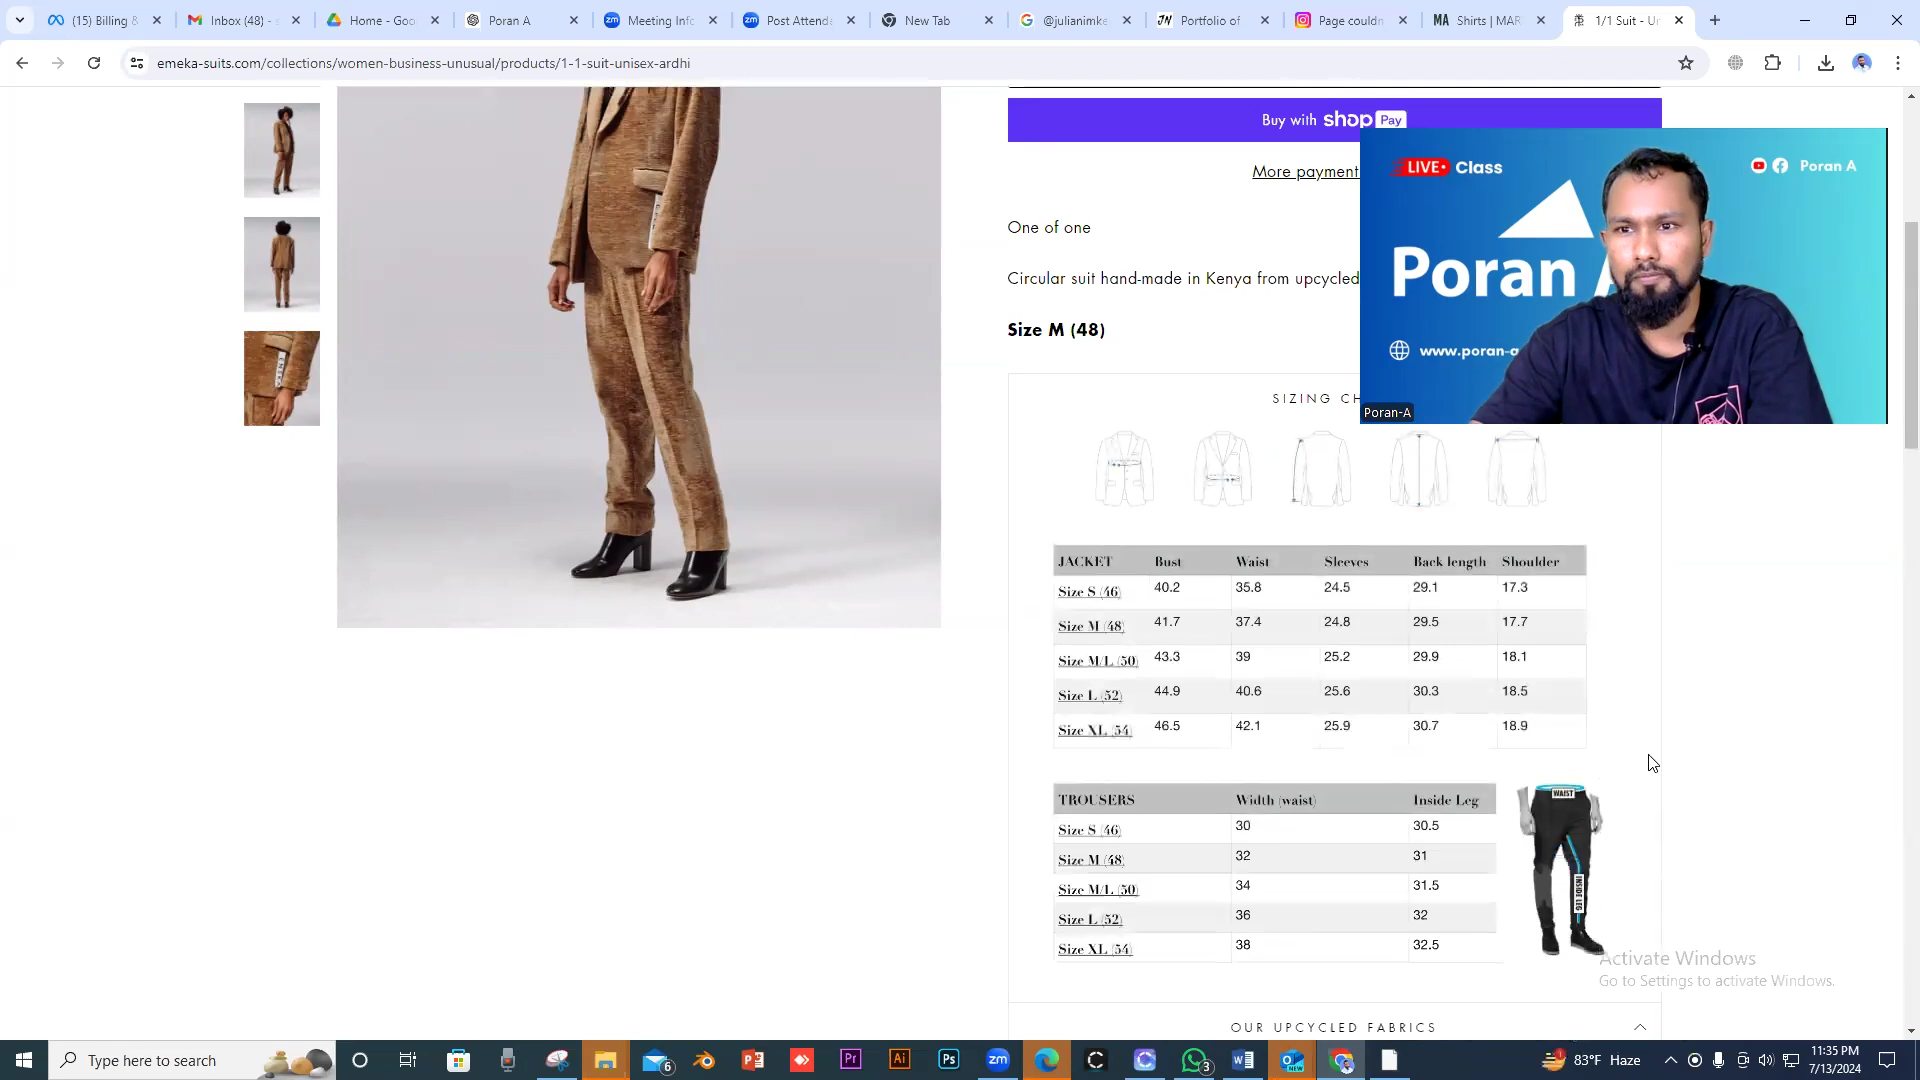 (15) Billing &
Inbox (48) - s
Home - Goo
Poran A
Meeting Info
Post Attende
New Tab
@julianimke
Portfolio of
Page couldn
MA Shirts | MAR
1/1 Suit - Un
emeka-suits.com/collections/women-business-unusual/products/1-1-suit-unisex-ardhi
Buy with shop Pay
More payment
One of one
Circular suit hand-made in Kenya from upcycled
Size M (48)
LIVE Class
Poran A
Poran A
www.poran-a
Poran-A
SIZING CH
JACKET Bust Waist Sleeves Back length Shoulder
Size S (46) 40.2 35.8 24.5 29.1 17.3
Size M (48) 41.7 37.4 24.8 29.5 17.7
Size M/L (50) 43.3 39 25.2 29.9 18.1
Size L (52) 44.9 40.6 25.6 30.3 18.5
Size XL (54) 46.5 42.1 25.9 30.7 18.9
TROUSERS Width (waist) Inside Leg
Size S (46) 30 30.5
Size M (48) 32 31
Size M/L (50) 34 31.5
Size L (52) 36 32
Size XL (54) 38 32.5
WAIST
INSIDE LEG
Activate Windows
Go to Settings to activate Windows.
OUR UPCYCLED FABRICS
Type here to search
83°F Haze
11:35 PM
7/13/2024